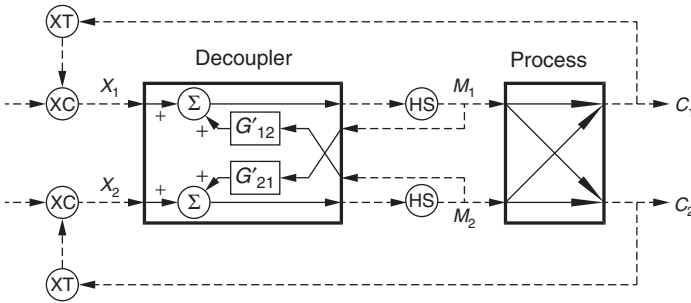 XT
Decoupler
Process
XC
X₁
+
Σ
+
G'₁₂
HS
M₁
C₁
XC
X₂
+
Σ
+
G'₂₁
HS
M₂
C₂
XT